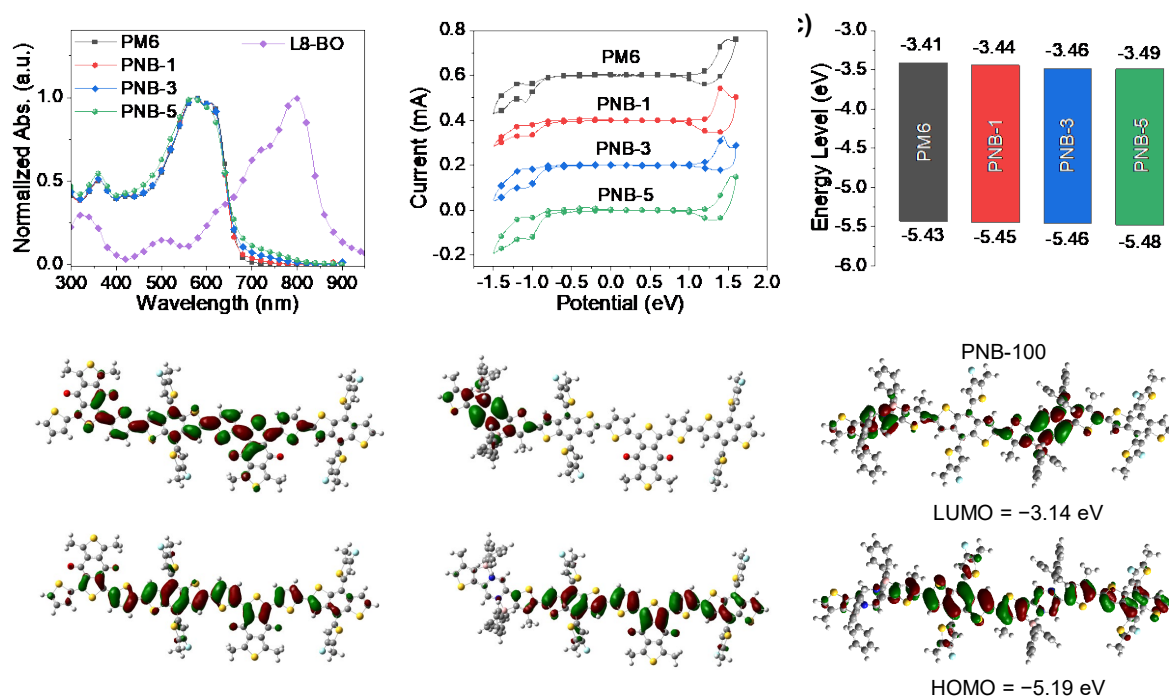 PM6
PNB-1
PNB-3
PNB-5
L8-BO
Normalized Abs. (a.u.)
1.0
0.5
0.0
300 400 500 600 700 800 900
Wavelength (nm)
Current (mA)
0.8
0.6
0.4
0.2
0.0
-0.2
PM6
PNB-1
PNB-3
PNB-5
-1.5 -1.0 -0.5 0.0 0.5 1.0 1.5 2.0
Potential (eV)
c)
Energy Level (eV)
-3.0
-3.5
-4.0
-4.5
-5.0
-5.5
-6.0
-3.41 -3.44 -3.46 -3.49
PM6
PNB-1
PNB-3
PNB-5
-5.43 -5.45 -5.46 -5.48
PNB-100
LUMO = −3.14 eV
HOMO = −5.19 eV